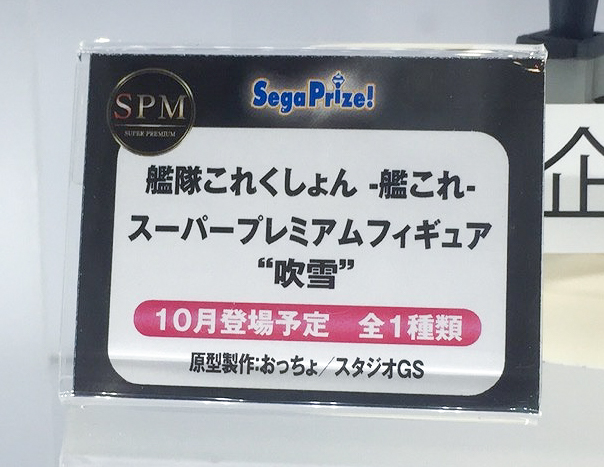 SPM
SUPER PREMIUM
SegaPrize!
艦隊これくしょん -艦これ-
スーパープレミアムフィギュア
“吹雪”
10月登場予定 全1種類
原型製作:おっちょ/スタジオGS
企